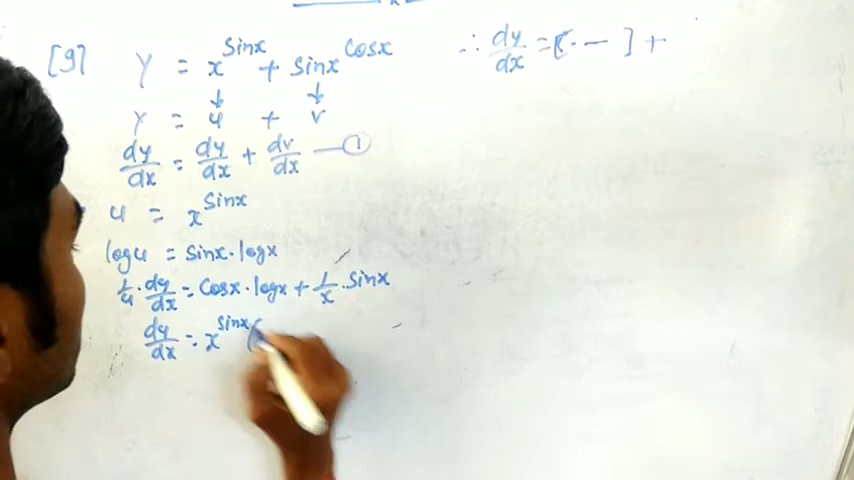 [9] y = x^sinx + sinx^cosx
↓ ↓
y = u + v
dy/dx = du/dx + dv/dx — ①
u = x^sinx
logu = sinx·logx
1/u · du/dx = cosx·logx + 1/x · sinx
du/dx = x^sinx (
∴ dy/dx = [·—] +